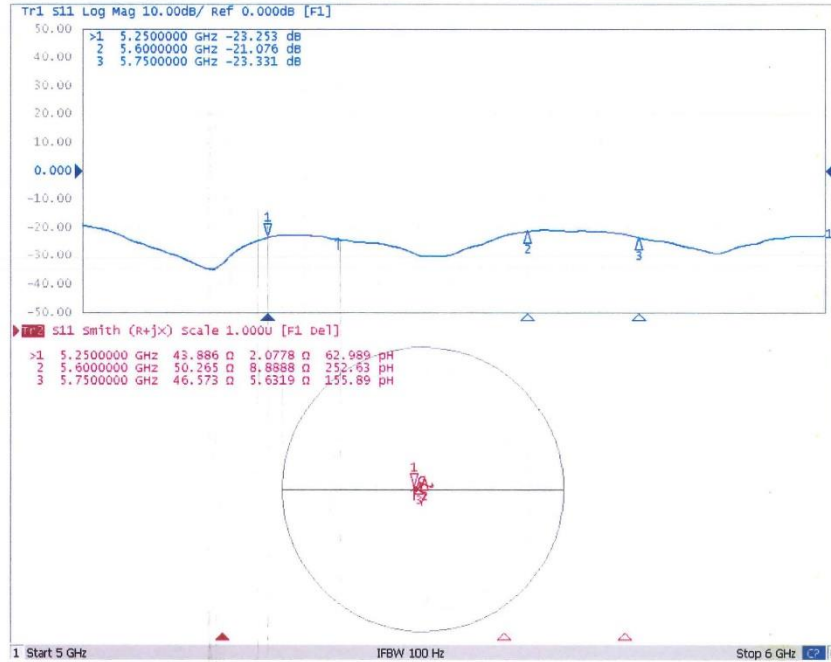 Tr1 S11 Log Mag 10.00dB/ Ref 0.000dB [F1]
50.00
>1 5.2500000 GHz -23.253 dB
2 5.6000000 GHz -21.076 dB
3 5.7500000 GHz -23.331 dB
40.00
30.00
20.00
10.00
0.000
-10.00
-20.00
-30.00
-40.00
-50.00
1
2
3
1
Tr2 S11 Smith (R+jX) Scale 1.000U [F1 Del]
>1 5.2500000 GHz 43.886 Ω 2.0778 Ω 62.989 pH
2 5.6000000 GHz 50.265 Ω 8.8888 Ω 252.63 pH
3 5.7500000 GHz 46.573 Ω 5.6319 Ω 155.89 pH
1
1 Start 5 GHz IFBW 100 Hz Stop 6 GHz C?